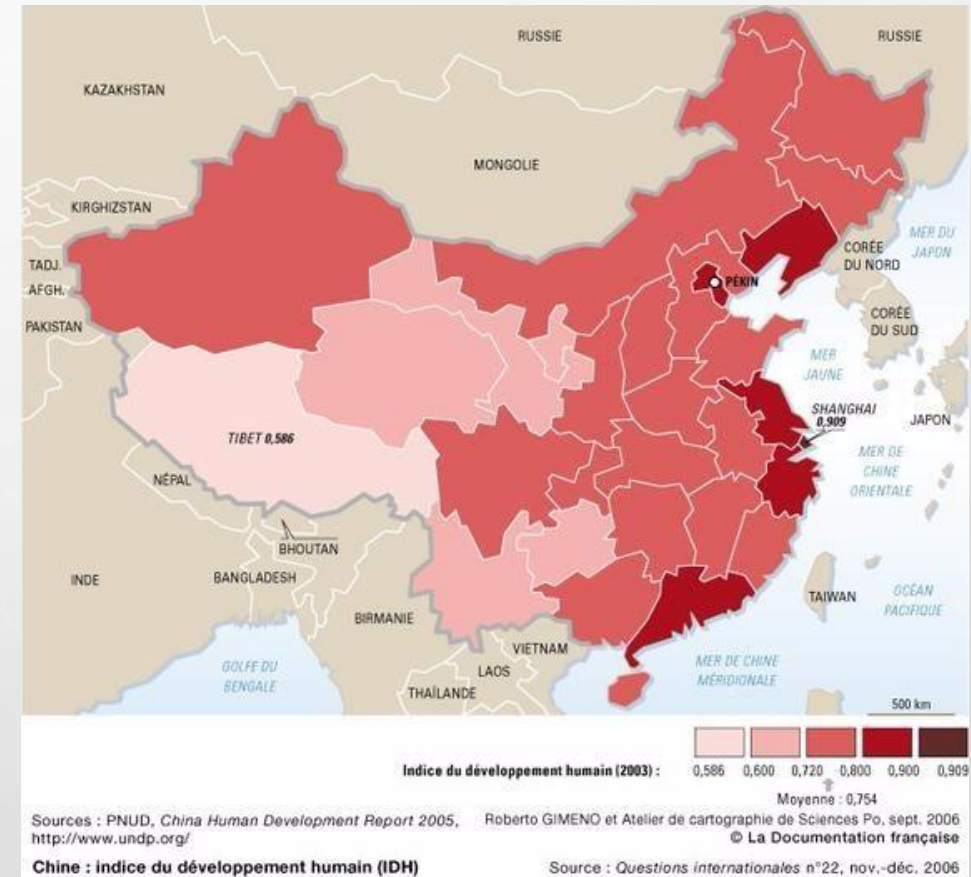 RUSSIE
RUSSIE
KAZAKHSTAN
MONGOLIE
KIRGHIZSTAN
MER DU
JAPON
CORÉE
DU NORD
TADJ.
AFGH.
PÉKIN
PAKISTAN
CORÉE
DU SUD
MER
JAUNE
SHANGHAI
0,909
JAPON
TIBET 0,586
MER DE
CHINE
ORIENTALE
NÉPAL
BHOUTAN
INDE
BANGLADESH
TAIWAN
OCÉAN
PACIFIQUE
BIRMANIE
VIETNAM
GOLFE DU
BENGALE
LAOS
MER DE CHINE
MÉRIDIONALE
THAÏLANDE
500 km
Indice du développement humain (2003) :
0,586 0,600 0,720 0,800 0,900 0,909
Moyenne : 0,754
Sources : PNUD, China Human Development Report 2005,
http://www.undp.org/
Roberto GIMENO et Atelier de cartographie de Sciences Po, sept. 2006
© La Documentation française
Chine : indice du développement humain (IDH)
Source : Questions internationales n°22, nov.-déc. 2006